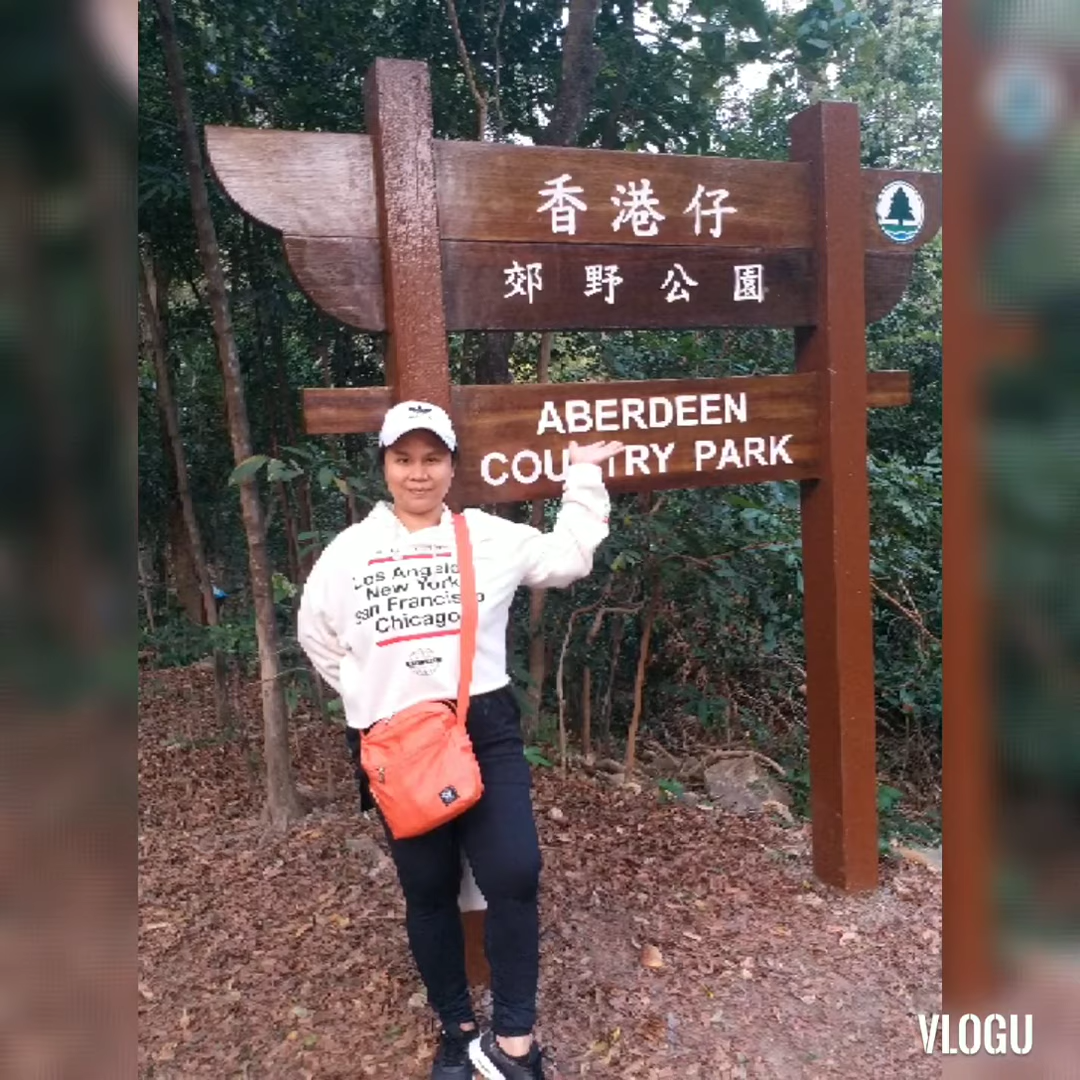 香港仔
郊野公園
ABERDEEN
COUNTRY PARK
Los Angeles
New York
San Francisco
Chicago
VLOGU